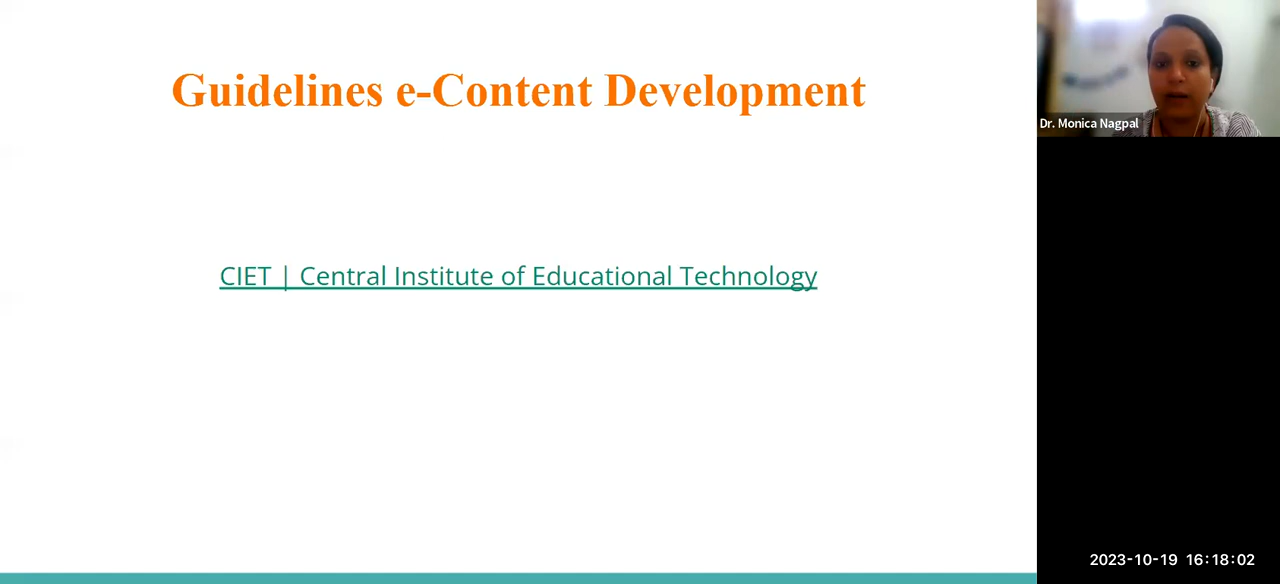 Guidelines e-Content Development
CIET | Central Institute of Educational Technology
Dr. Monica Nagpal
2023-10-19 16:18:02